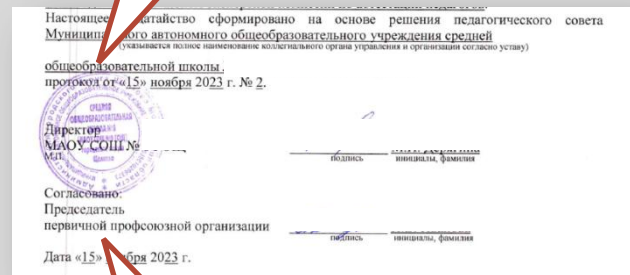 Настоящее ходатайство сформировано на основе решения педагогического совета
Муниципального автономного общеобразовательного учреждения средней
(указывается полное наименование коллегиального органа управления и организации согласно уставу)
общеобразовательной школы .
протокол от «15» ноября 2023 г. № 2.
СРЕДНЯЯ
ОБЩЕОБРАЗОВАТЕЛЬНАЯ
Директор
МАОУ СОШ №
М.П.
подпись инициалы, фамилия
Согласовано:
Председатель
первичной профсоюзной организации
подпись инициалы, фамилия
Дата «15» ноября 2023 г.